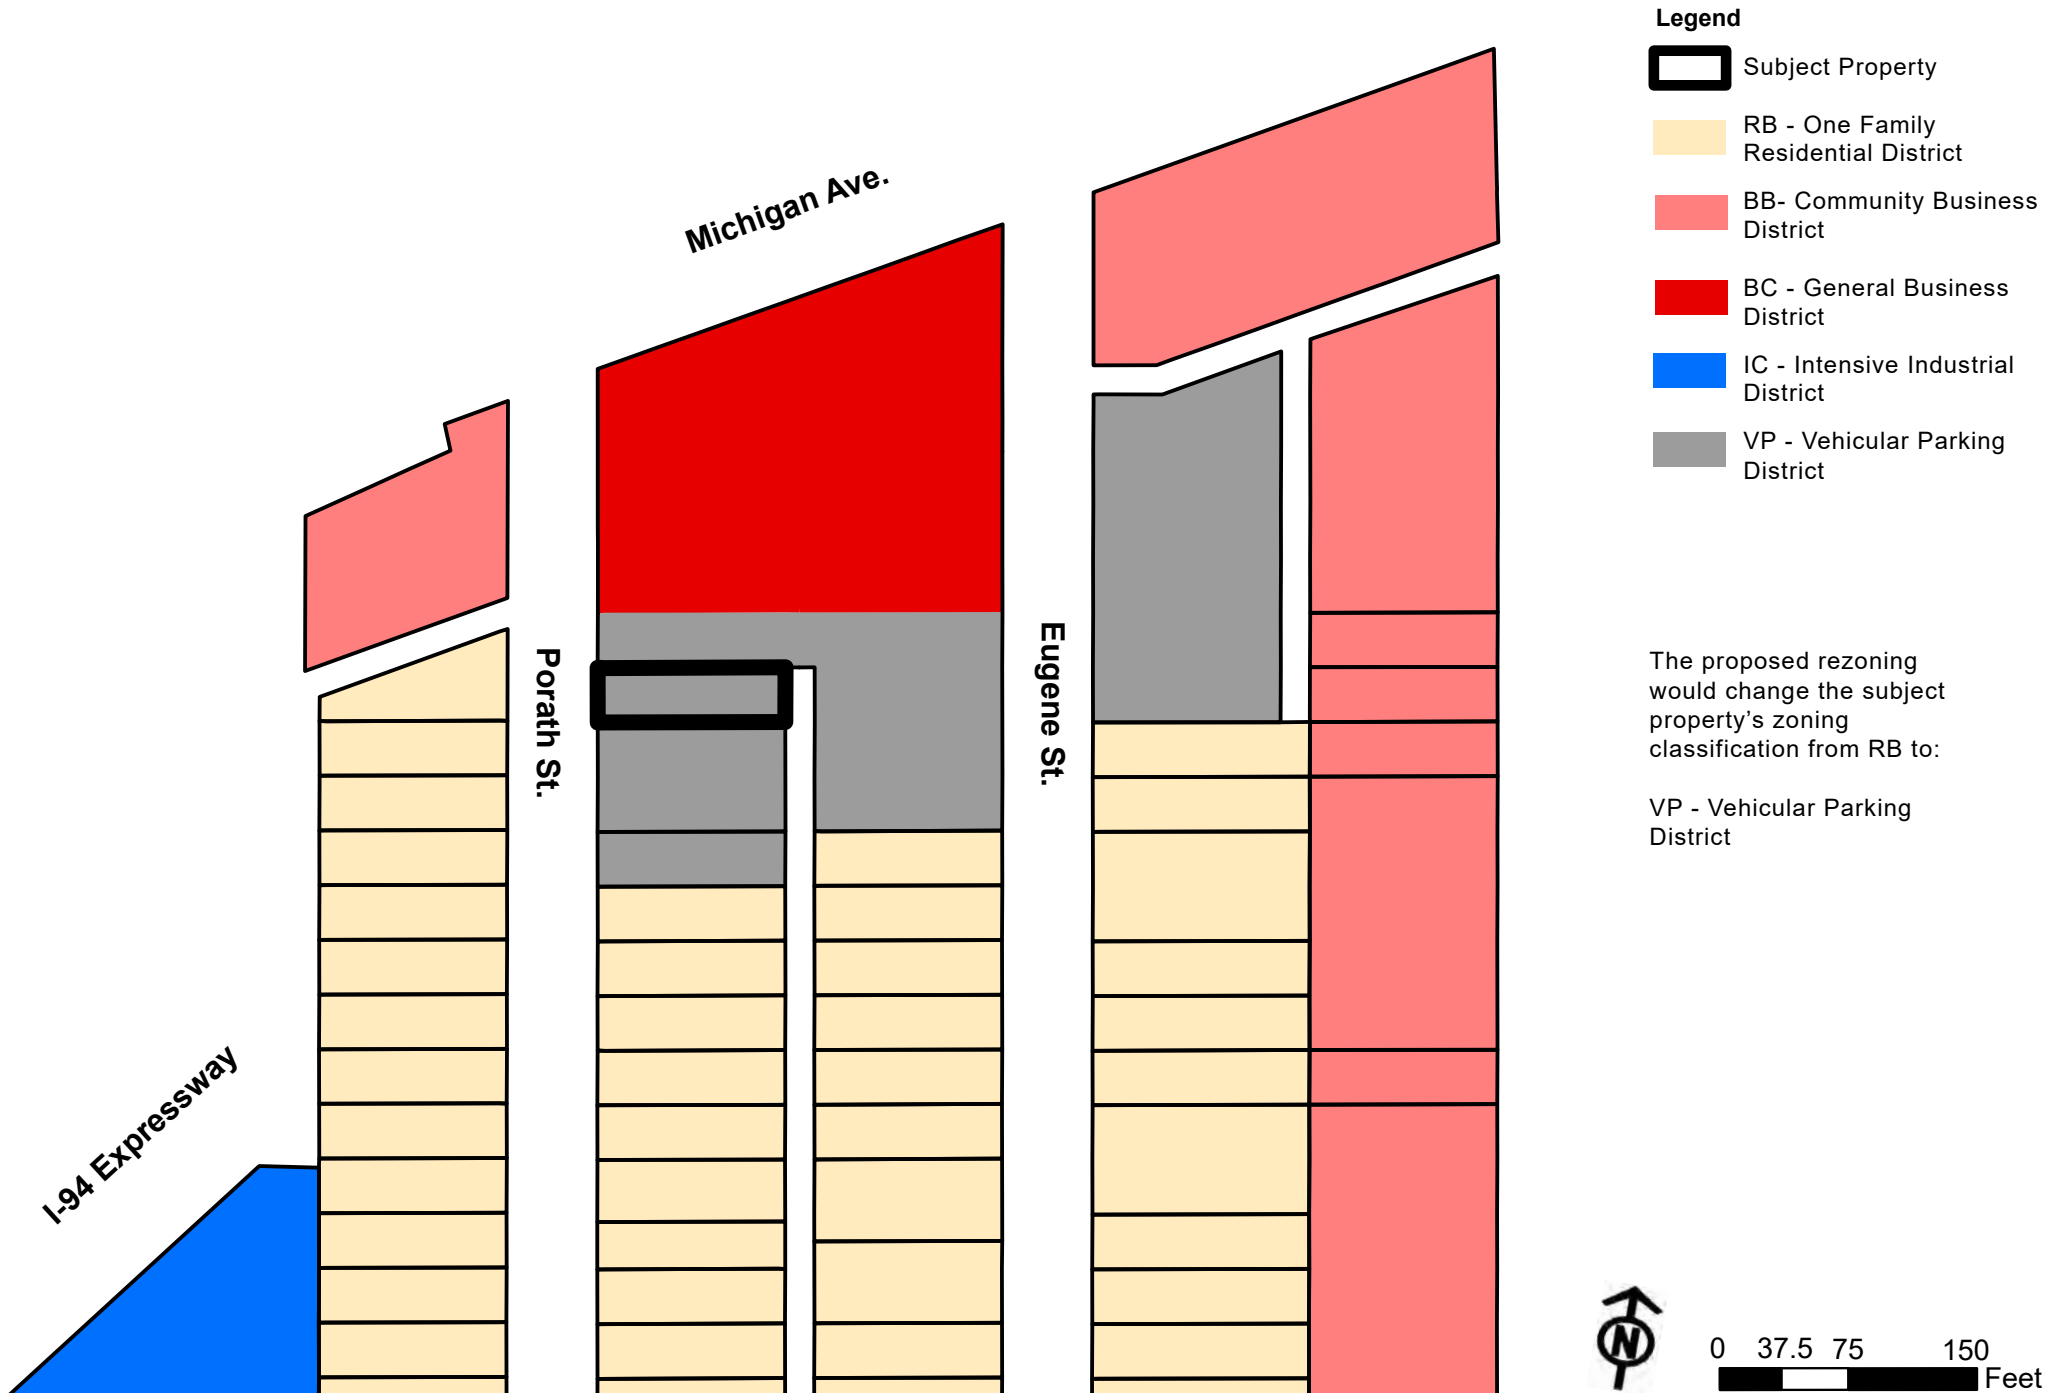 Legend
Subject Property
RB - One Family
Residential District
BB- Community Business
District
BC - General Business
District
IC - Intensive Industrial
District
VP - Vehicular Parking
District
Michigan Ave.
Porath St.
Eugene St.
I-94 Expressway
The proposed rezoning
would change the subject
property’s zoning
classification from RB to:
VP - Vehicular Parking
District
N
0 37.5 75 150
Feet